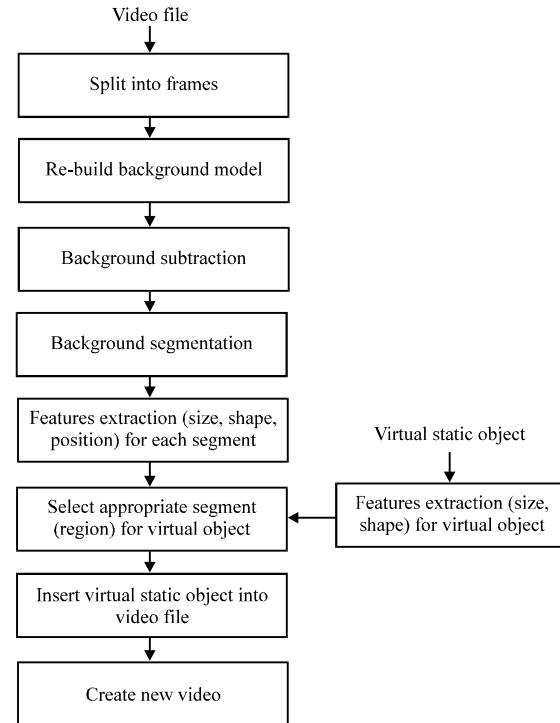 Video file
Split into frames
Re-build background model
Background subtraction
Background segmentation
Features extraction (size, shape,
position) for each segment
Virtual static object
Features extraction (size,
shape) for virtual object
Select appropriate segment
(region) for virtual object
Insert virtual static object into
video file
Create new video